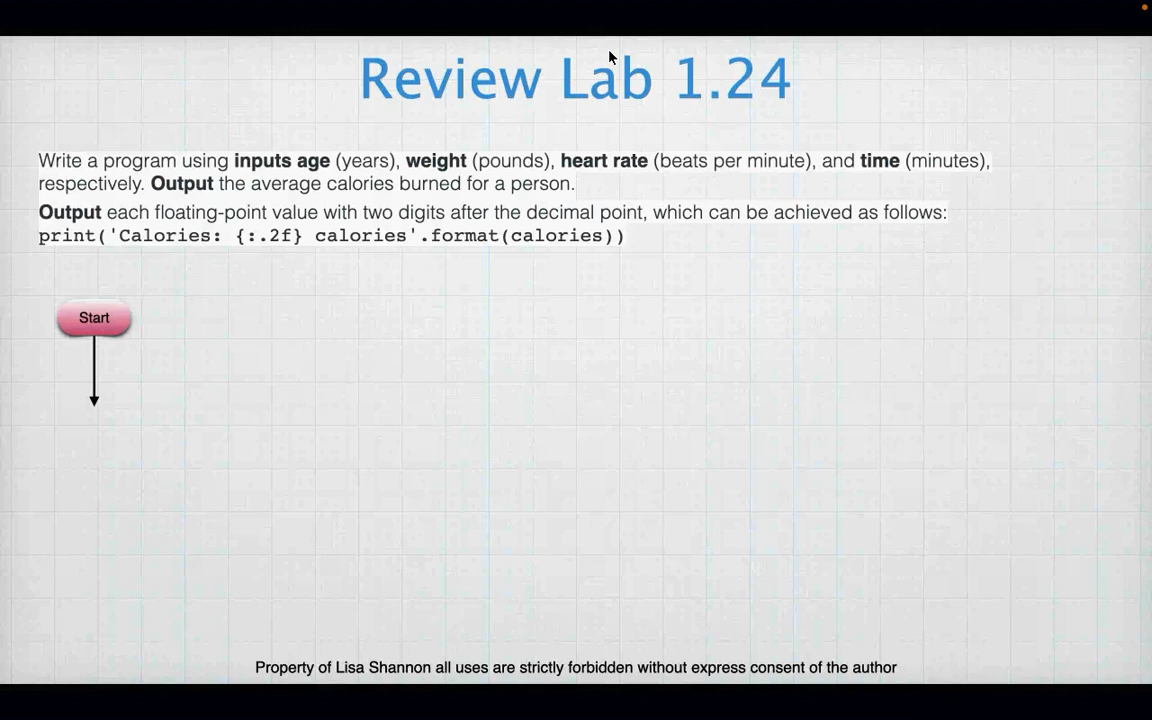 Review Lab 1.24
Write a program using inputs age (years), weight (pounds), heart rate (beats per minute), and time (minutes),
respectively. Output the average calories burned for a person.
Output each floating-point value with two digits after the decimal point, which can be achieved as follows:
print('Calories: {:.2f} calories'.format(calories))
Start
Property of Lisa Shannon all uses are strictly forbidden without express consent of the author